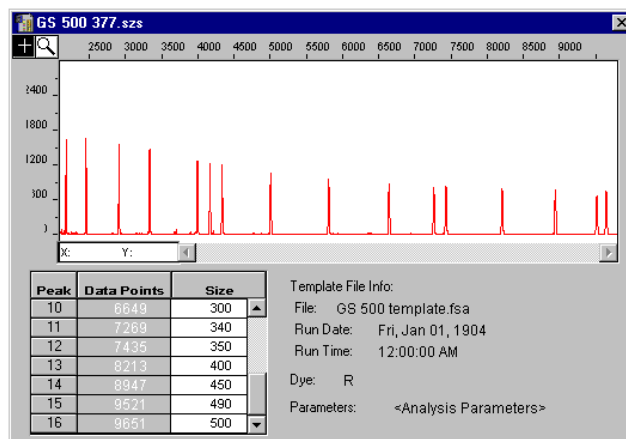 GS 500 377.szs
2500 3000 3500 4000 4500 5000 5500 6000 6500 7000 7500 8000 8500 9000
2400
1800
1200
X: Y:
Peak Data Points Size
10 6649 300
11 7269 340
12 7435 350
13 8213 400
14 8947 450
15 9521 490
16 9651 500
Template File Info:
File: GS 500 template.fsa
Run Date: Fri, Jan 01, 1904
Run Time: 12:00:00 AM
Dye: R
Parameters: <Analysis Parameters>